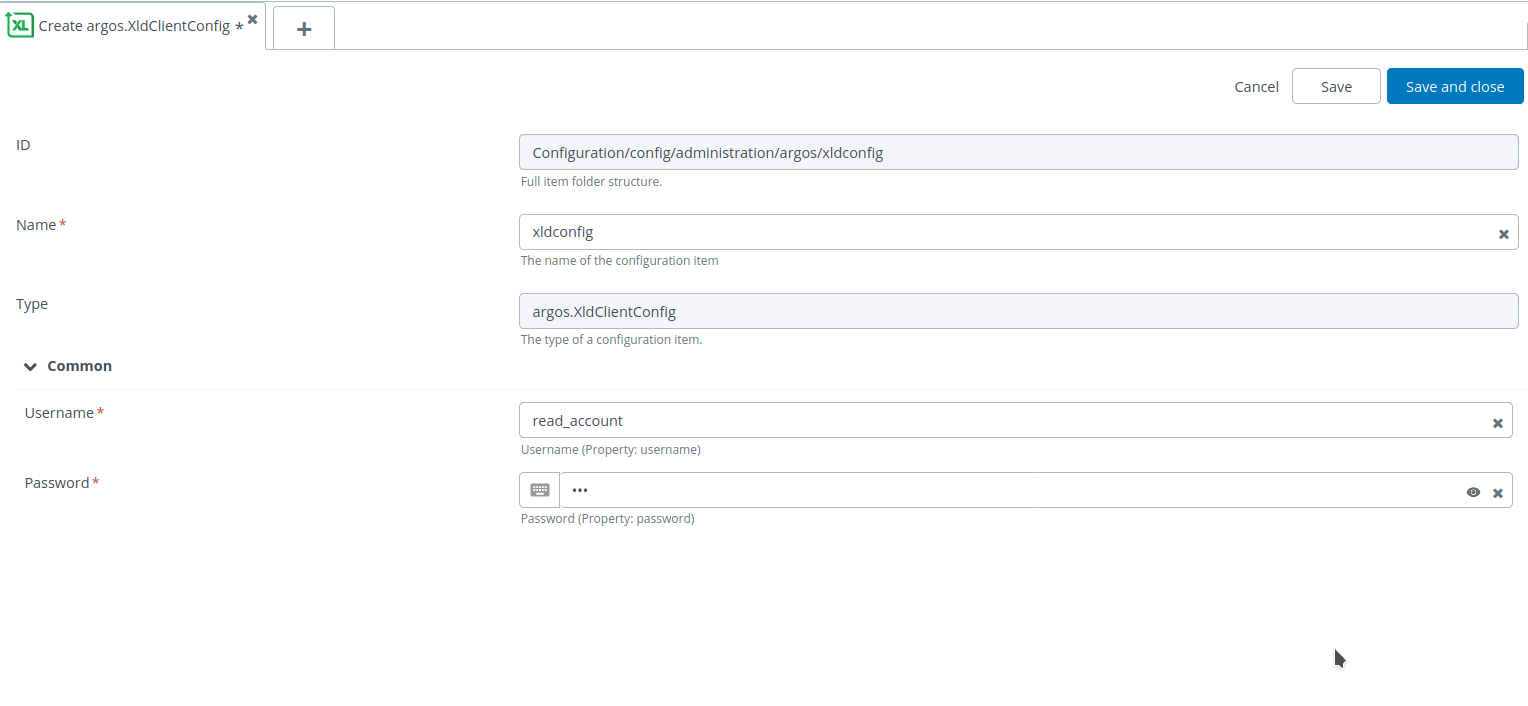 XL Create argos.XldClientConfig * ✖ +
Cancel Save Save and close
ID
Configuration/config/administration/argos/xldconfig
Full item folder structure.
Name *
xldconfig
The name of the configuration item
Type
argos.XldClientConfig
The type of a configuration item.
Common
Username *
read_account
Username (Property: username)
Password *
•••
Password (Property: password)